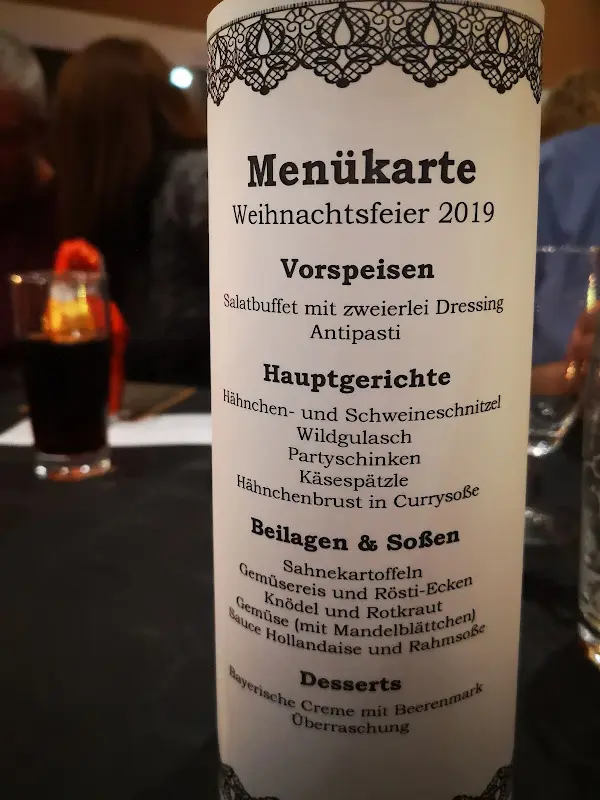 Menükarte
Weihnachtsfeier 2019
Vorspeisen
Salatbuffet mit zweierlei Dressing
Antipasti
Hauptgerichte
Hähnchen- und Schweineschnitzel
Wildgulasch
Partyschinken
Käsespätzle
Hähnchenbrust in Currysoße
Beilagen & Soßen
Sahnekartoffeln
Gemüsereis und Rösti-Ecken
Knödel und Rotkraut
Gemüse (mit Mandelblättchen)
Sauce Hollandaise und Rahmsoße
Desserts
Bayerische Creme mit Beerenmark
Überraschung